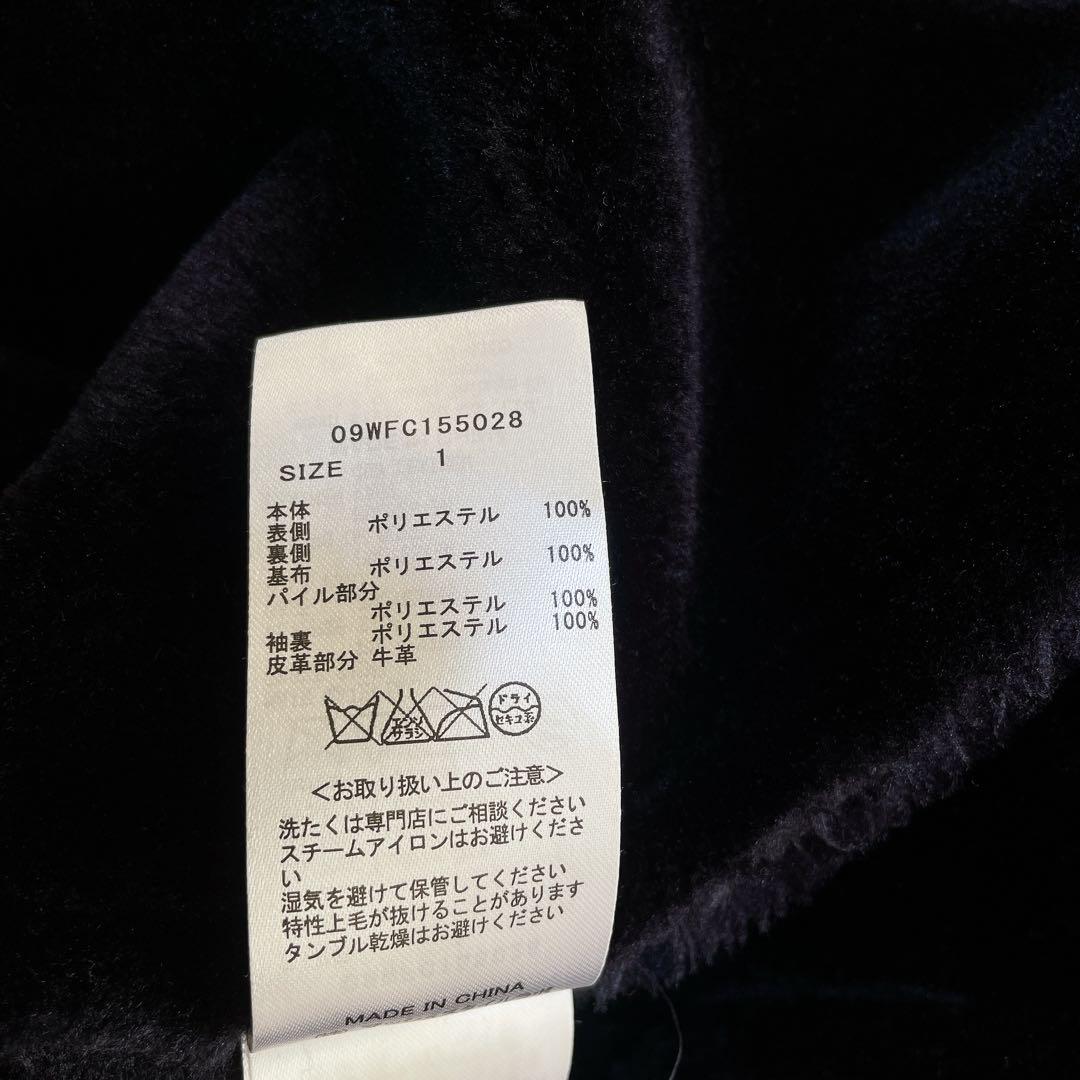 09WFC155028
SIZE 1
本体
表側 ポリエステル 100%
裏側
基布 ポリエステル 100%
パイル部分
ポリエステル 100%
袖裏 ポリエステル 100%
皮革部分 牛革
エンソ サラシ
ドライ セキユ系
<お取り扱い上のご注意>
洗たくは専門店にご相談ください
スチームアイロンはお避けくださ
い
湿気を避けて保管してください
特性上毛が抜けることがあります
タンブル乾燥はお避けください
MADE IN CHINA